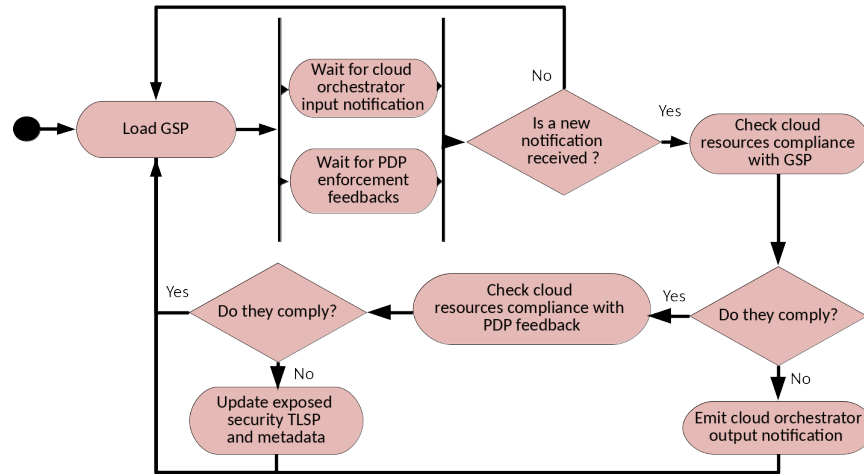 No
Wait for cloud
orchestrator
input notification
Load GSP
Wait for PDP
enforcement
feedbacks
Is a new
notification
received ?
Yes
Check cloud
resources compliance
with GSP
Yes
Do they comply?
Check cloud
resources compliance with
PDP feedback
Yes
Do they comply?
No
Update exposed
security TLSP
and metadata
No
Emit cloud orchestrator
output notification